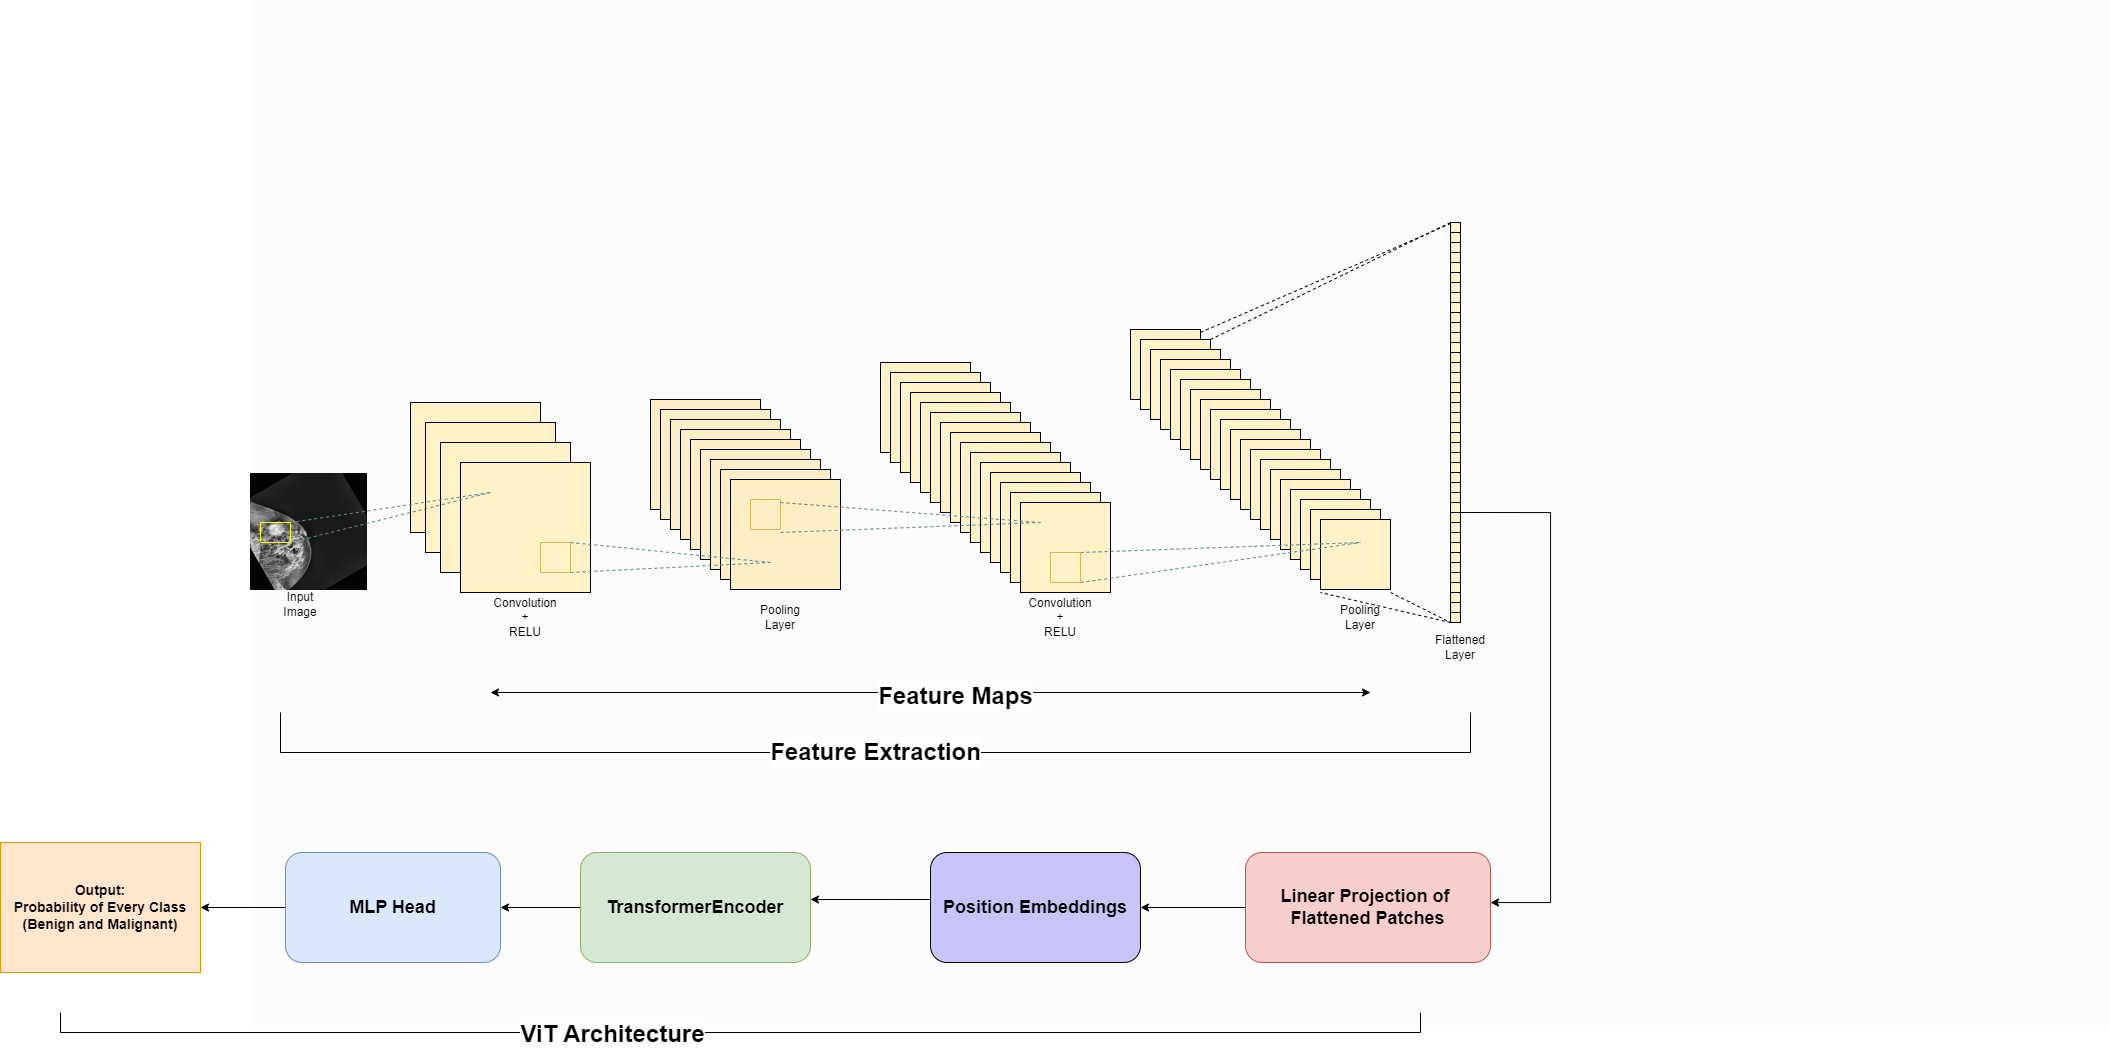 Input
Image
Convolution
+
RELU
Pooling
Layer
Convolution
+
RELU
Pooling
Layer
Flattened
Layer
Feature Maps
Feature Extraction
Output:
Probability of Every Class
(Benign and Malignant)
MLP Head
TransformerEncoder
Position Embeddings
Linear Projection of
Flattened Patches
ViT Architecture